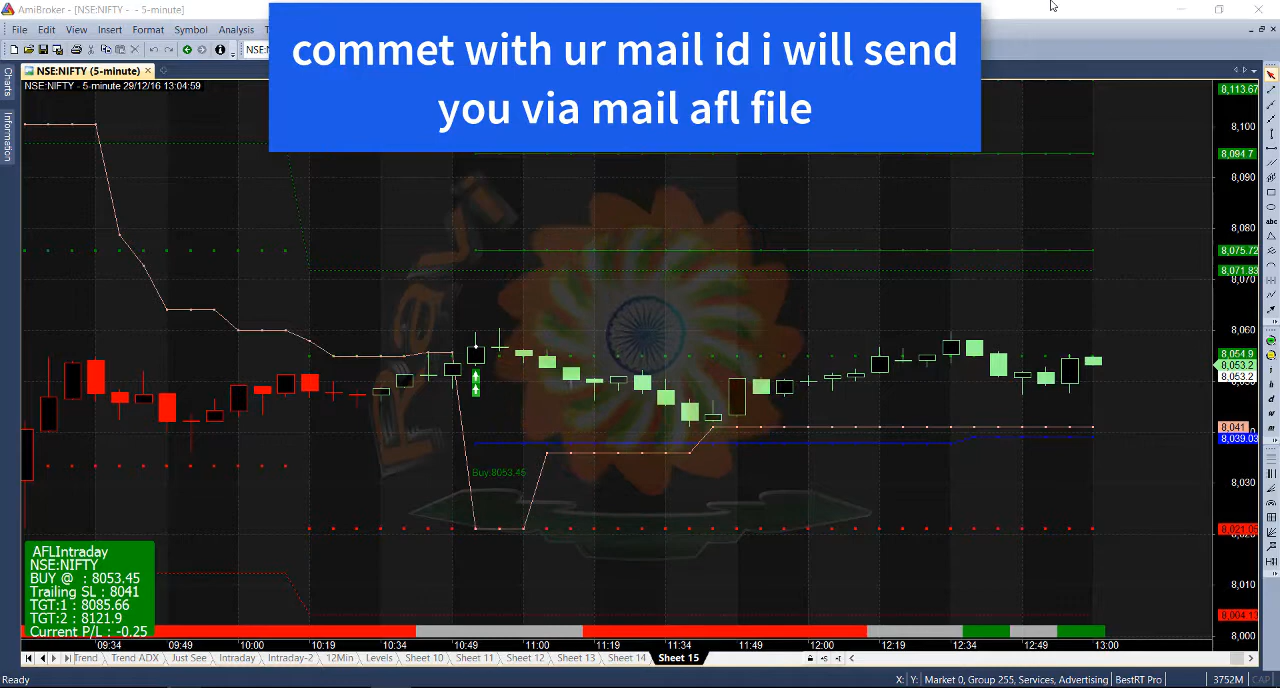 AmiBroker - [NSE:NIFTY - - 5-minute]
File Edit View Insert Format Symbol Analysis
commet with ur mail id i will send
you via mail afl file
NSE:NIFTY (5-minute)
NSE:NIFTY - 5-minute 29/12/16 13:04:59
Charts
Information
8,113.67
8,100
8,094.7
8,090
8,080
8,075.72
8,071.83
8,070
8,060
8,054.9
8,053.2
8,053.2
8,041
8,039.03
8,030
8,021.05
8,010
8,004.13
8,000
Ravi
Buy:8053.45
AFLIntraday
NSE:NIFTY
BUY @ : 8053.45
Trailing SL : 8041
TGT:1 : 8085.66
TGT:2 : 8121.9
Current P/L : -0.25
09:34 09:49 10:00 10:19 10:34 10:49 11:00 11:19 11:34 11:49 12:00 12:19 12:34 12:49 13:00
Trend Trend ADX Just See Intraday Intraday-2 12Min Levels Sheet 10 Sheet 11 Sheet 12 Sheet 13 Sheet 14 Sheet 15
Ready X: Y: Market 0, Group 255, Services, Advertising BestRT Pro 3752M CAP